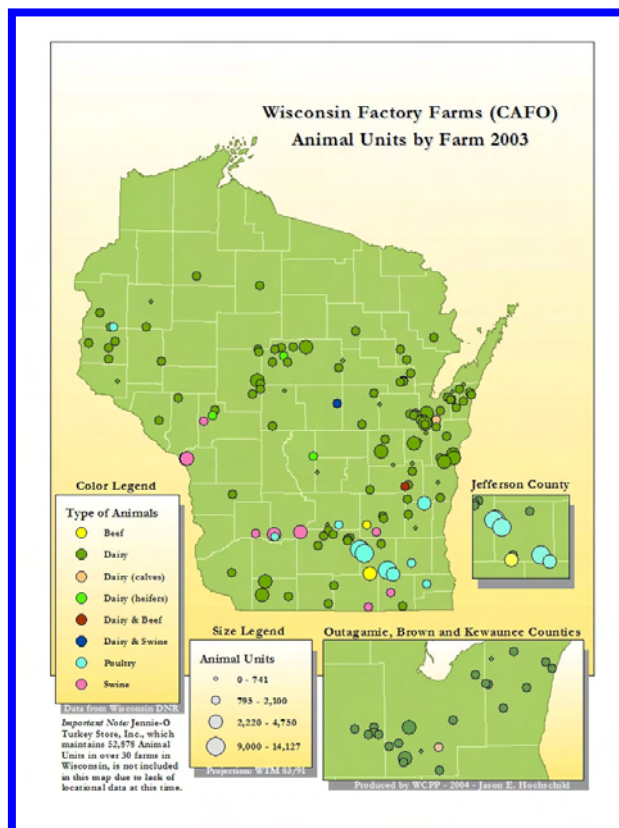 Wisconsin Factory Farms (CAFO)
Animal Units by Farm 2003
Color Legend
Type of Animals
Beef
Dairy
Dairy (calves)
Dairy (heifers)
Dairy & Beef
Dairy & Swine
Poultry
Swine
Data from Wisconsin DNR
Important Note: Jennie-O
Turkey Store, Inc., which
maintains 52,878 Animal
Units in over 30 farms in
Wisconsin, is not included
in this map due to lack of
locational data at this time.
Size Legend
Animal Units
0 - 741
795 - 2,100
2,220 - 4,750
9,000 - 14,127
Projection: WTM 83/91
Jefferson County
Outagamie, Brown and Kewaunee Counties
Produced by WCPP - 2004 - Jason E. Hochschild